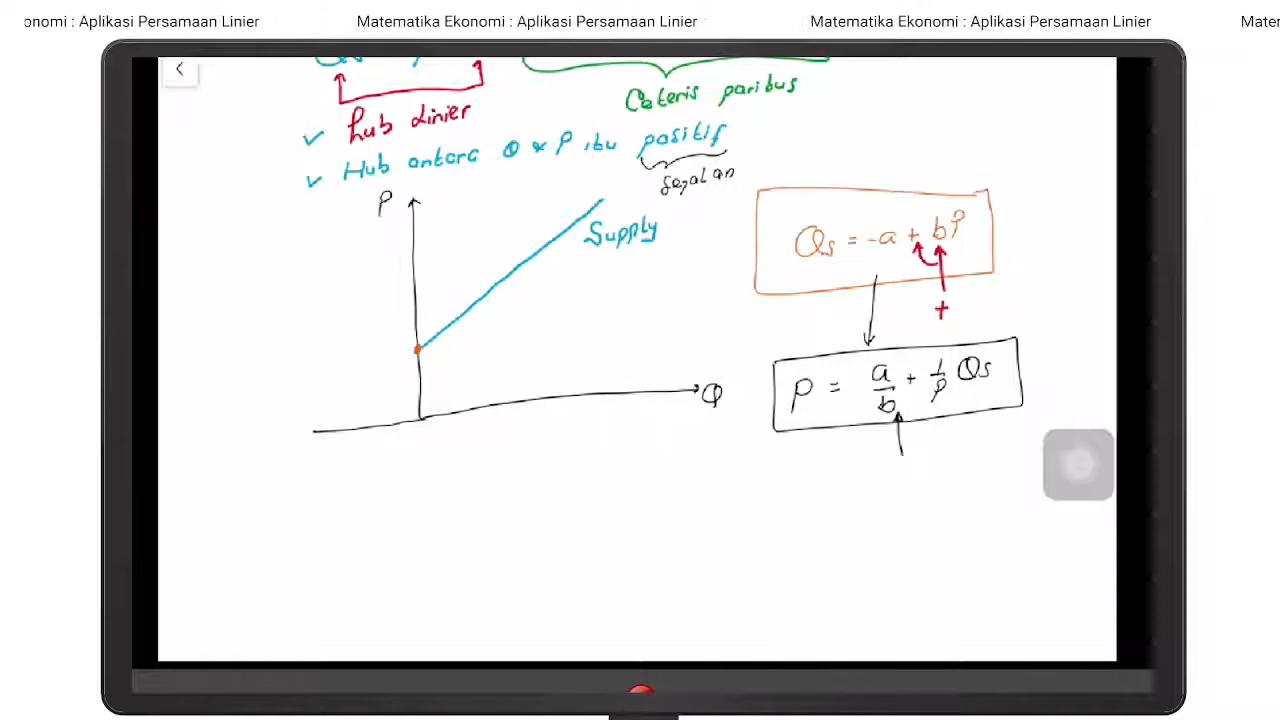 onomi : Aplikasi Persamaan Linier Matematika Ekonomi : Aplikasi Persamaan Linier Matematika Ekonomi : Aplikasi Persamaan Linier Matem
Ceteris paribus
✓ Hub Linier
✓ Hub antara Q & P itu positif
Sejalan
P
Supply
Qs = -a + bP
+
P = a/b + 1/P Qs
Q